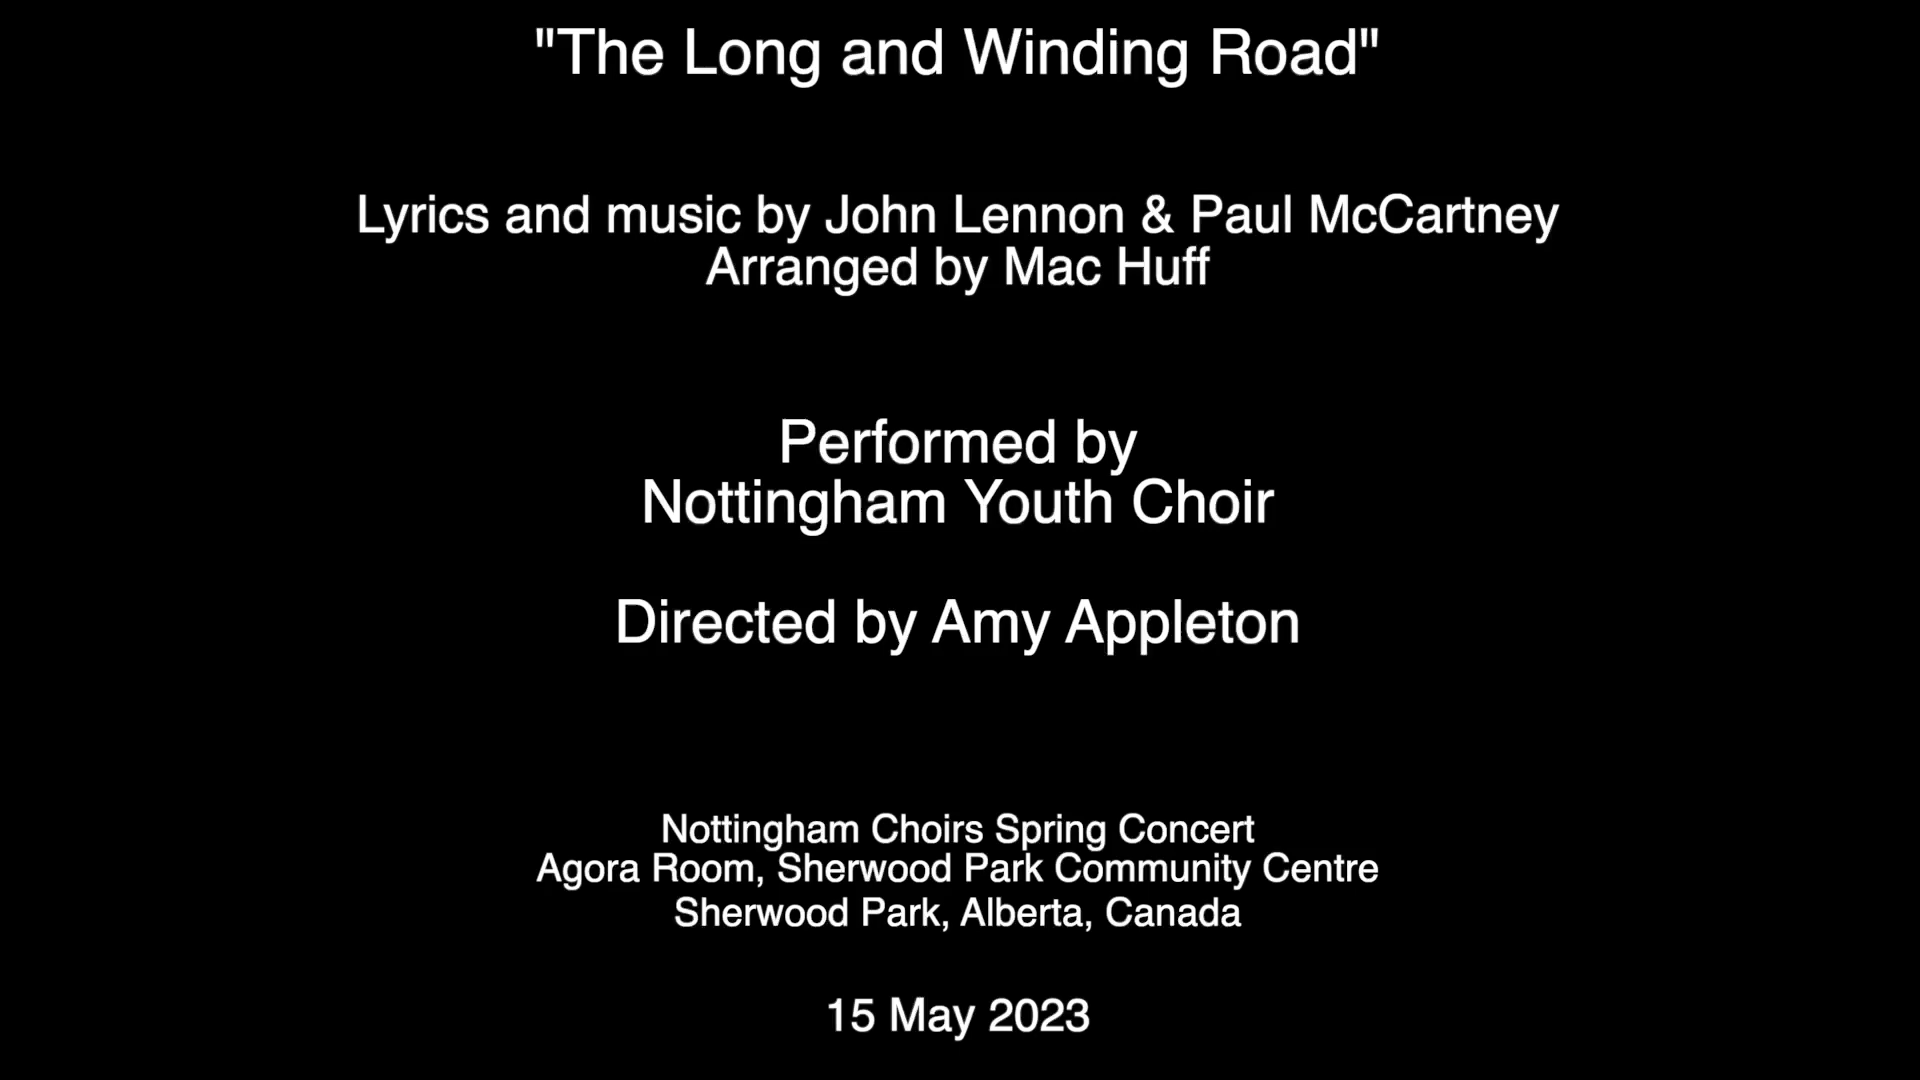 "The Long and Winding Road"
Lyrics and music by John Lennon & Paul McCartney
Arranged by Mac Huff
Performed by
Nottingham Youth Choir
Directed by Amy Appleton
Nottingham Choirs Spring Concert
Agora Room, Sherwood Park Community Centre
Sherwood Park, Alberta, Canada
15 May 2023